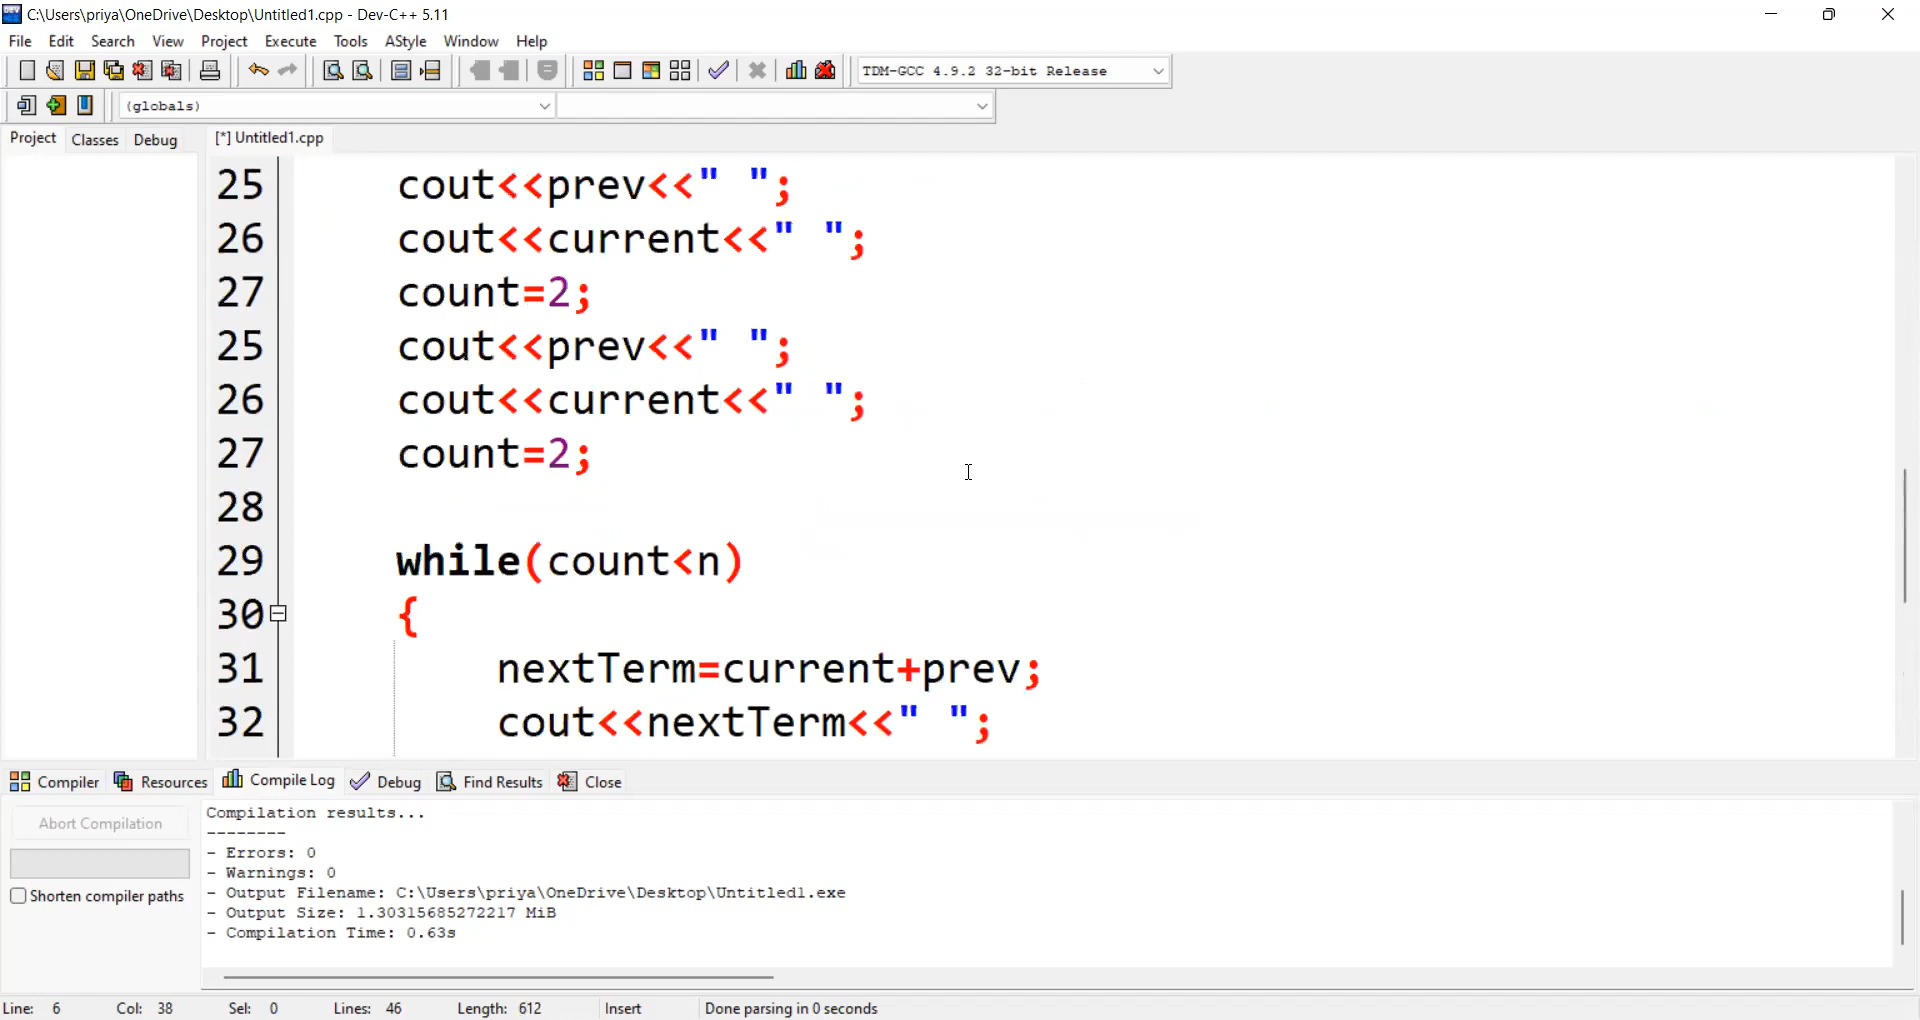 C:\Users\priya\OneDrive\Desktop\Untitled1.cpp - Dev-C++ 5.11
File Edit Search View Project Execute Tools AStyle Window Help
TDM-GCC 4.9.2 32-bit Release
(globals)
Project Classes Debug [*] Untitled1.cpp
25 cout<<prev<<" ";
26 cout<<current<<" ";
27 count=2;
25 cout<<prev<<" ";
26 cout<<current<<" ";
27 count=2;
28
29 while(count<n)
30 {
31 nextTerm=current+prev;
32 cout<<nextTerm<<" ";
Compiler Resources Compile Log Debug Find Results Close
Abort Compilation
Shorten compiler paths
Compilation results...
--------
- Errors: 0
- Warnings: 0
- Output Filename: C:\Users\priya\OneDrive\Desktop\Untitled1.exe
- Output Size: 1.30315685272217 MiB
- Compilation Time: 0.63s
Line: 6 Col: 38 Sel: 0 Lines: 46 Length: 612 Insert Done parsing in 0 seconds